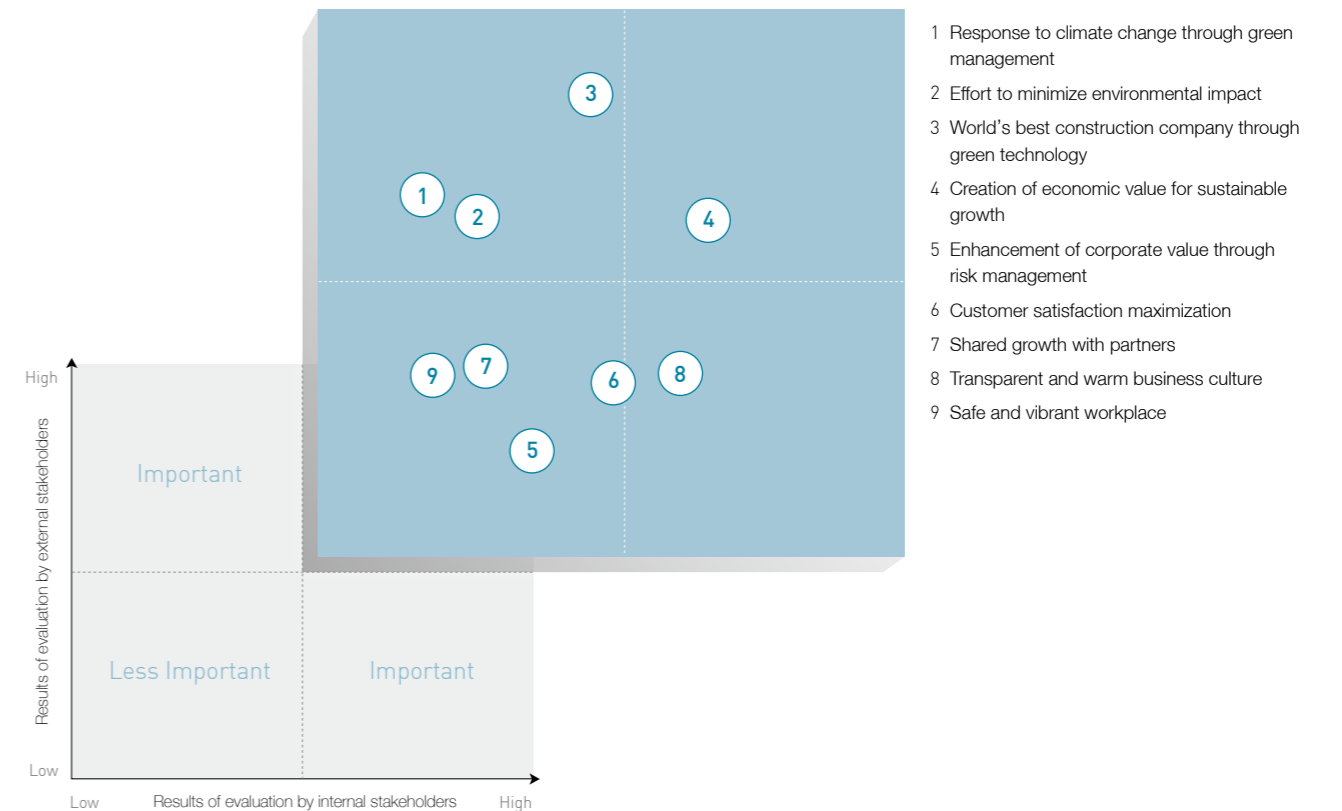 3
1
2
4
9
7
6
8
5
1 Response to climate change through green
management
2 Effort to minimize environmental impact
3 World's best construction company through
green technology
4 Creation of economic value for sustainable
growth
5 Enhancement of corporate value through
risk management
6 Customer satisfaction maximization
7 Shared growth with partners
8 Transparent and warm business culture
9 Safe and vibrant workplace
High
Results of evaluation by external stakeholders
Important
Less Important
Important
Low
Low
Results of evaluation by internal stakeholders
High